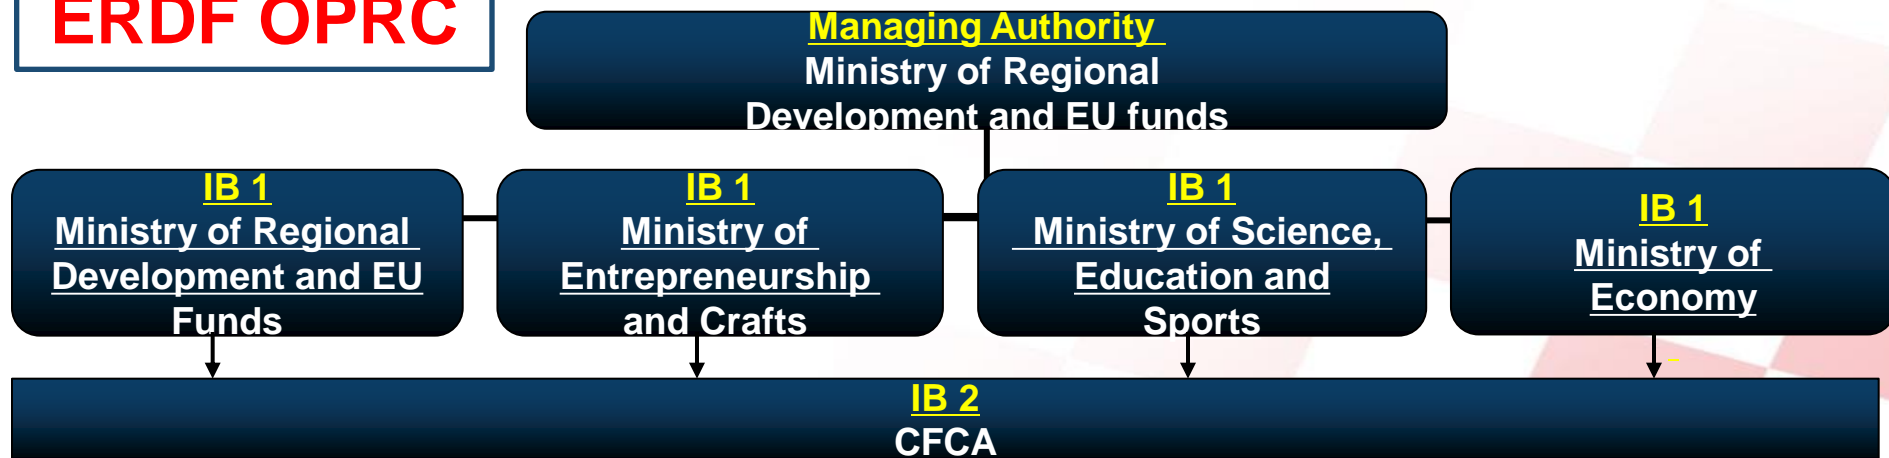 ERDF OPRC
Managing Authority
Ministry of Regional
Development and EU funds
IB 1
Ministry of Regional
Development and EU
Funds
IB 1
Ministry of
Entrepreneurship
and Crafts
IB 1
Ministry of Science,
Education and
Sports
IB 1
Ministry of
Economy
IB 2
CFCA